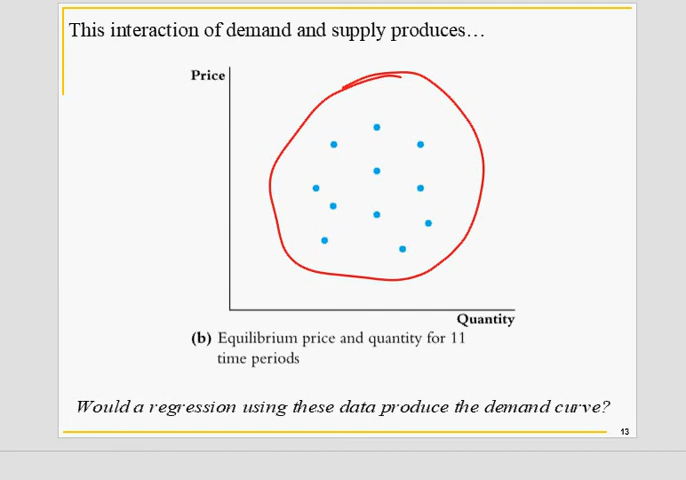 This interaction of demand and supply produces…
Price
Quantity
(b) Equilibrium price and quantity for 11
time periods
Would a regression using these data produce the demand curve?
13